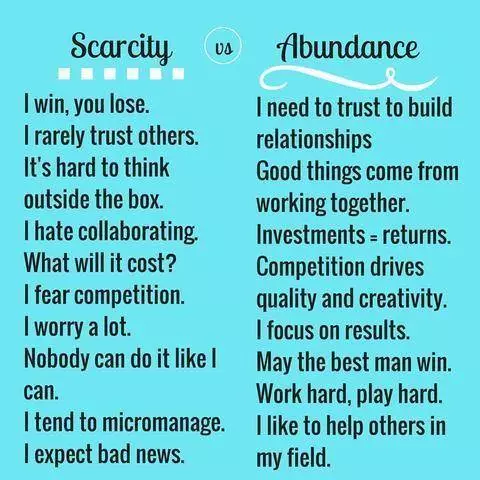 Scarcity
vs
Abundance
I win, you lose.
I rarely trust others.
It's hard to think
outside the box.
I hate collaborating.
What will it cost?
I fear competition.
I worry a lot.
Nobody can do it like I
can.
I tend to micromanage.
I expect bad news.
I need to trust to build
relationships
Good things come from
working together.
Investments = returns.
Competition drives
quality and creativity.
I focus on results.
May the best man win.
Work hard, play hard.
I like to help others in
my field.